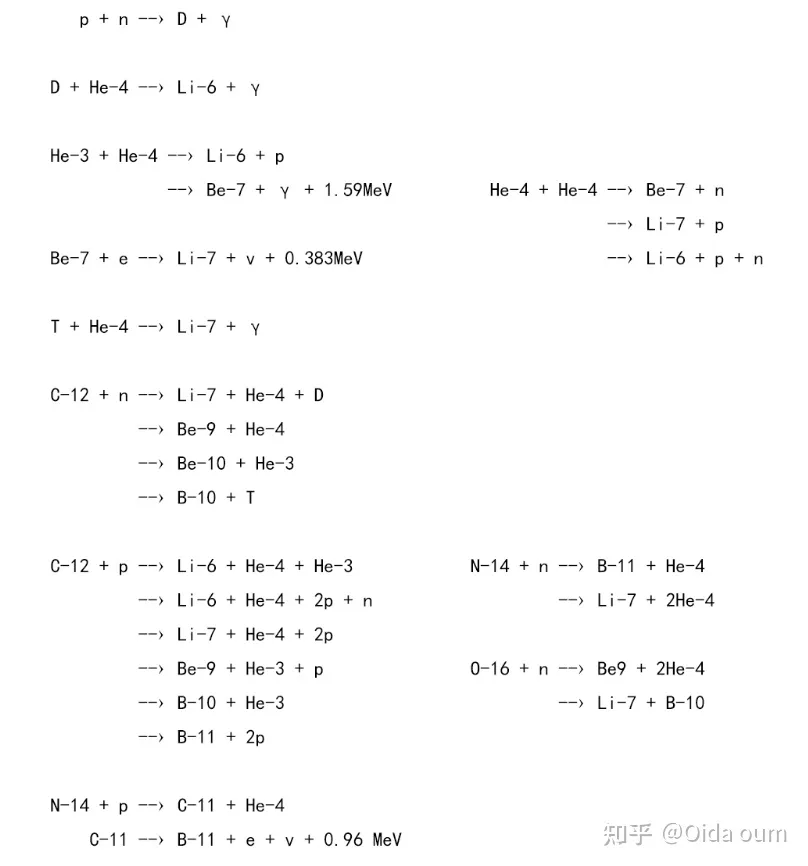 p + n --> D + γ
D + He-4 --> Li-6 + γ
He-3 + He-4 --> Li-6 + p
--> Be-7 + γ + 1.59MeV
He-4 + He-4 --> Be-7 + n
--> Li-7 + p
Be-7 + e --> Li-7 + ν + 0.383MeV
--> Li-6 + p + n
T + He-4 --> Li-7 + γ
C-12 + n --> Li-7 + He-4 + D
--> Be-9 + He-4
--> Be-10 + He-3
--> B-10 + T
C-12 + p --> Li-6 + He-4 + He-3
--> Li-6 + He-4 + 2p + n
--> Li-7 + He-4 + 2p
--> Be-9 + He-3 + p
--> B-10 + He-3
--> B-11 + 2p
N-14 + n --> B-11 + He-4
--> Li-7 + 2He-4
O-16 + n --> Be9 + 2He-4
--> Li-7 + B-10
N-14 + p --> C-11 + He-4
C-11 --> B-11 + e + ν + 0.96 MeV
知乎 @Oida oum